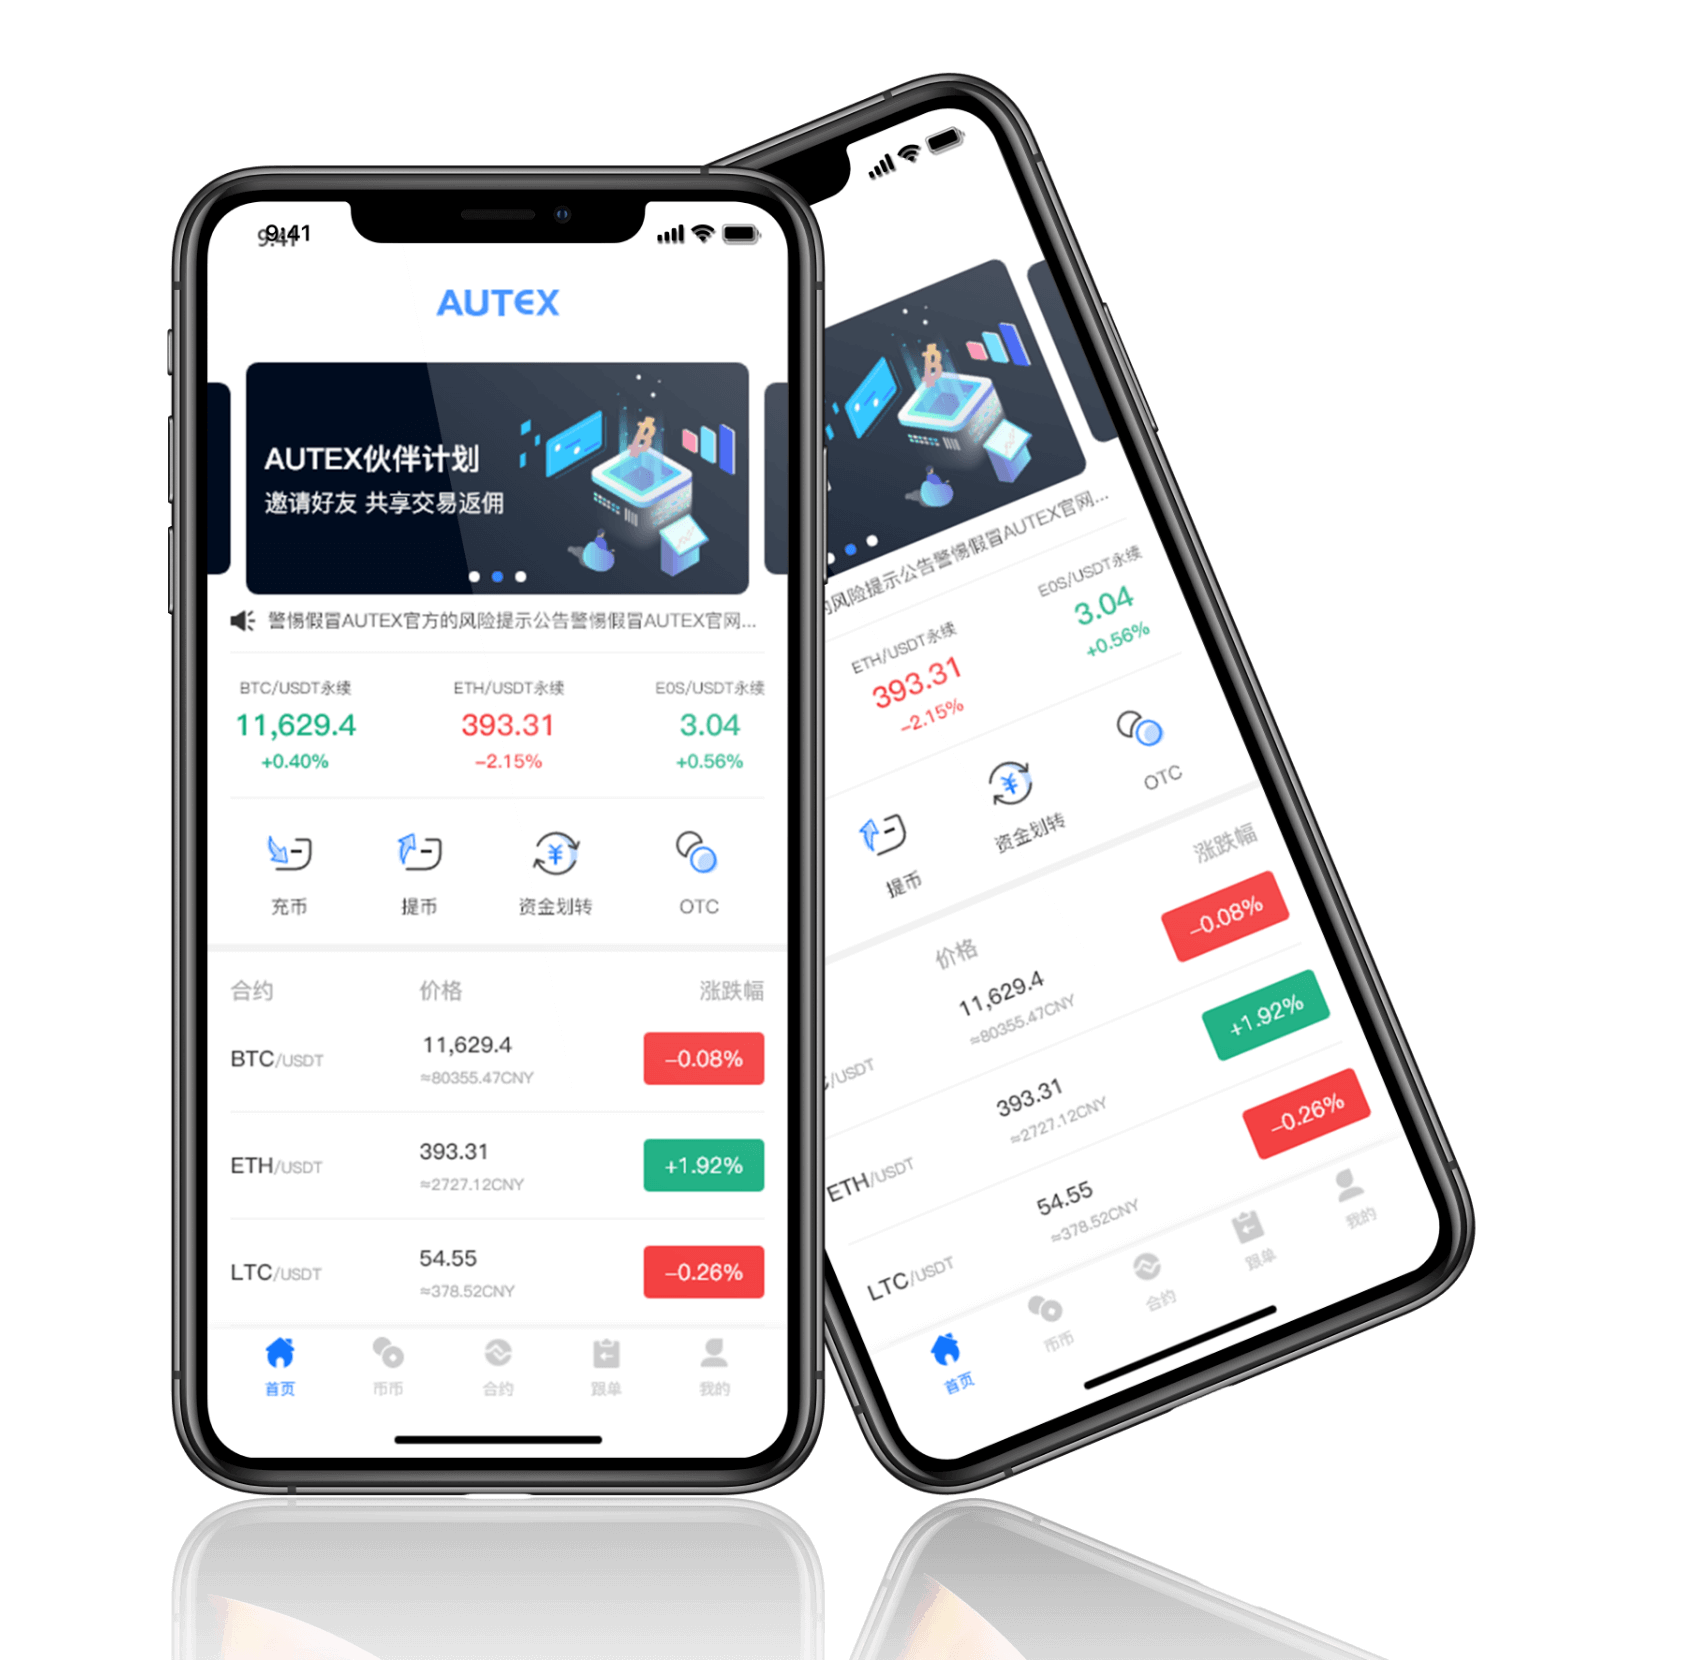 9:41
9:41
AUTEX
AUTEX伙伴计划
邀请好友 共享交易返佣
警惕假冒AUTEX官方的风险提示公告警惕假冒AUTEX官网...
BTC/USDT永续 ETH/USDT永续 E0S/USDT永续
11,629.4 393.31 3.04
+0.40% -2.15% +0.56%
充币 提币 资金划转 OTC
合约 价格 涨跌幅
BTC/USDT 11,629.4 -0.08%
≈80355.47CNY
ETH/USDT 393.31 +1.92%
≈2727.12CNY
LTC/USDT 54.55 -0.26%
≈378.52CNY
首页 币币 合约 跟单 我的
的风险提示公告警惕假冒AUTEX官网...
ETH/USDT永续 E0S/USDT永续
393.31 3.04
-2.15% +0.56%
提币 资金划转 OTC
价格 涨跌幅
/USDT 11,629.4 -0.08%
≈80355.47CNY
ETH/USDT 393.31 +1.92%
≈2727.12CNY
LTC/USDT 54.55 -0.26%
≈378.52CNY
首页 币币 合约 跟单 我的